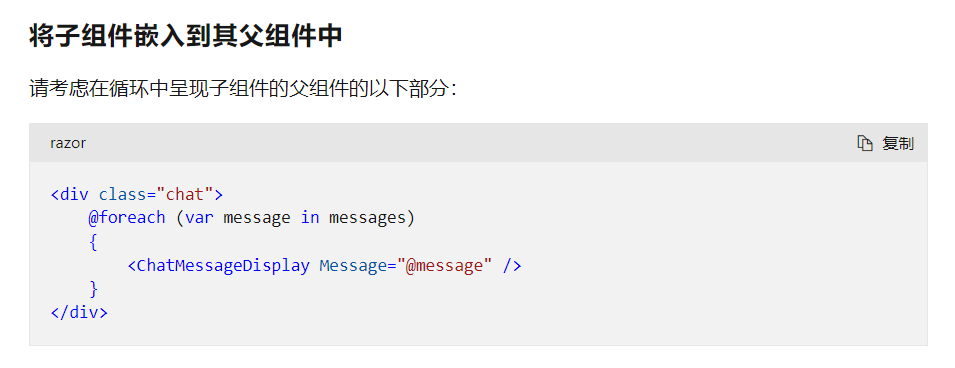 将子组件嵌入到其父组件中
请考虑在循环中呈现子组件的父组件的以下部分：
razor
复制
<div class="chat">
    @foreach (var message in messages)
    {
        <ChatMessageDisplay Message="@message" />
    }
</div>